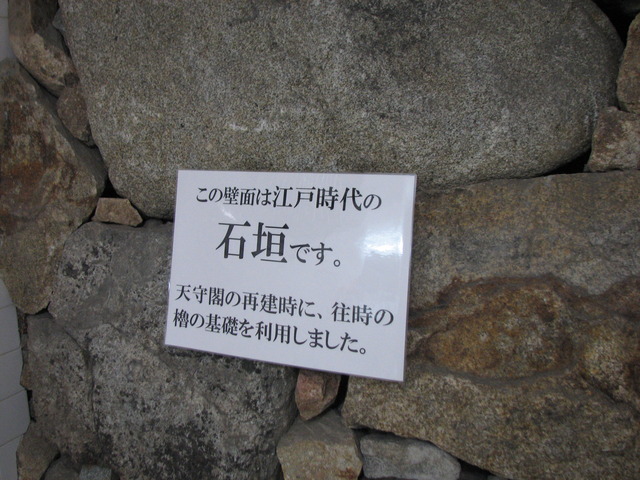 この壁面は江戸時代の
石垣です。
天守閣の再建時に、往時の
櫓の基礎を利用しました。